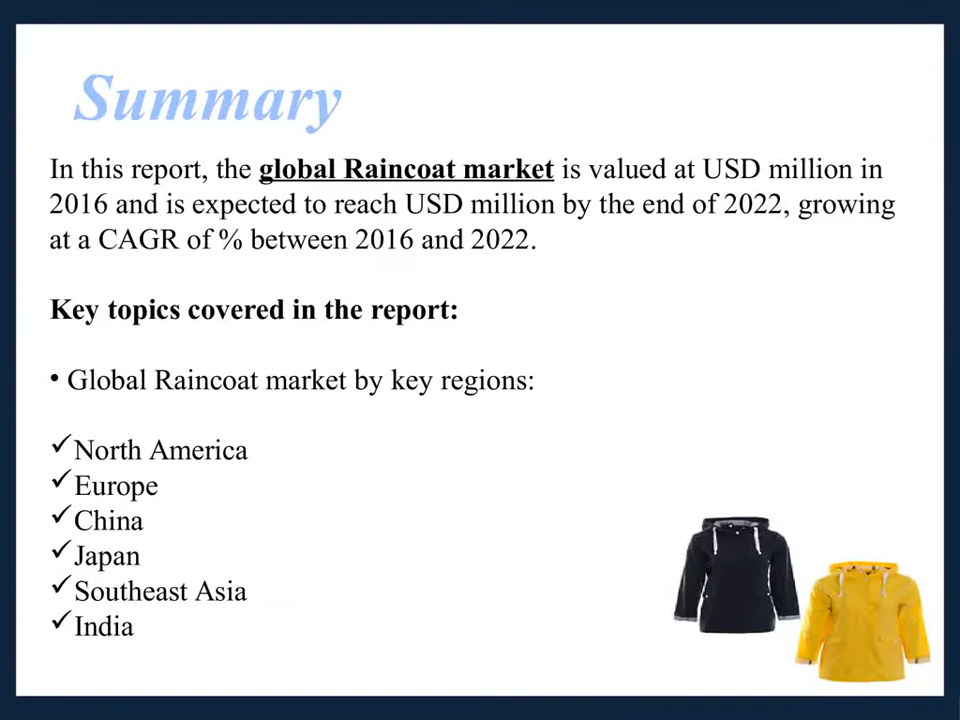 Summary
In this report, the global Raincoat market is valued at USD million in
2016 and is expected to reach USD million by the end of 2022, growing
at a CAGR of % between 2016 and 2022.
Key topics covered in the report:
• Global Raincoat market by key regions:
✓North America
✓Europe
✓China
✓Japan
✓Southeast Asia
✓India